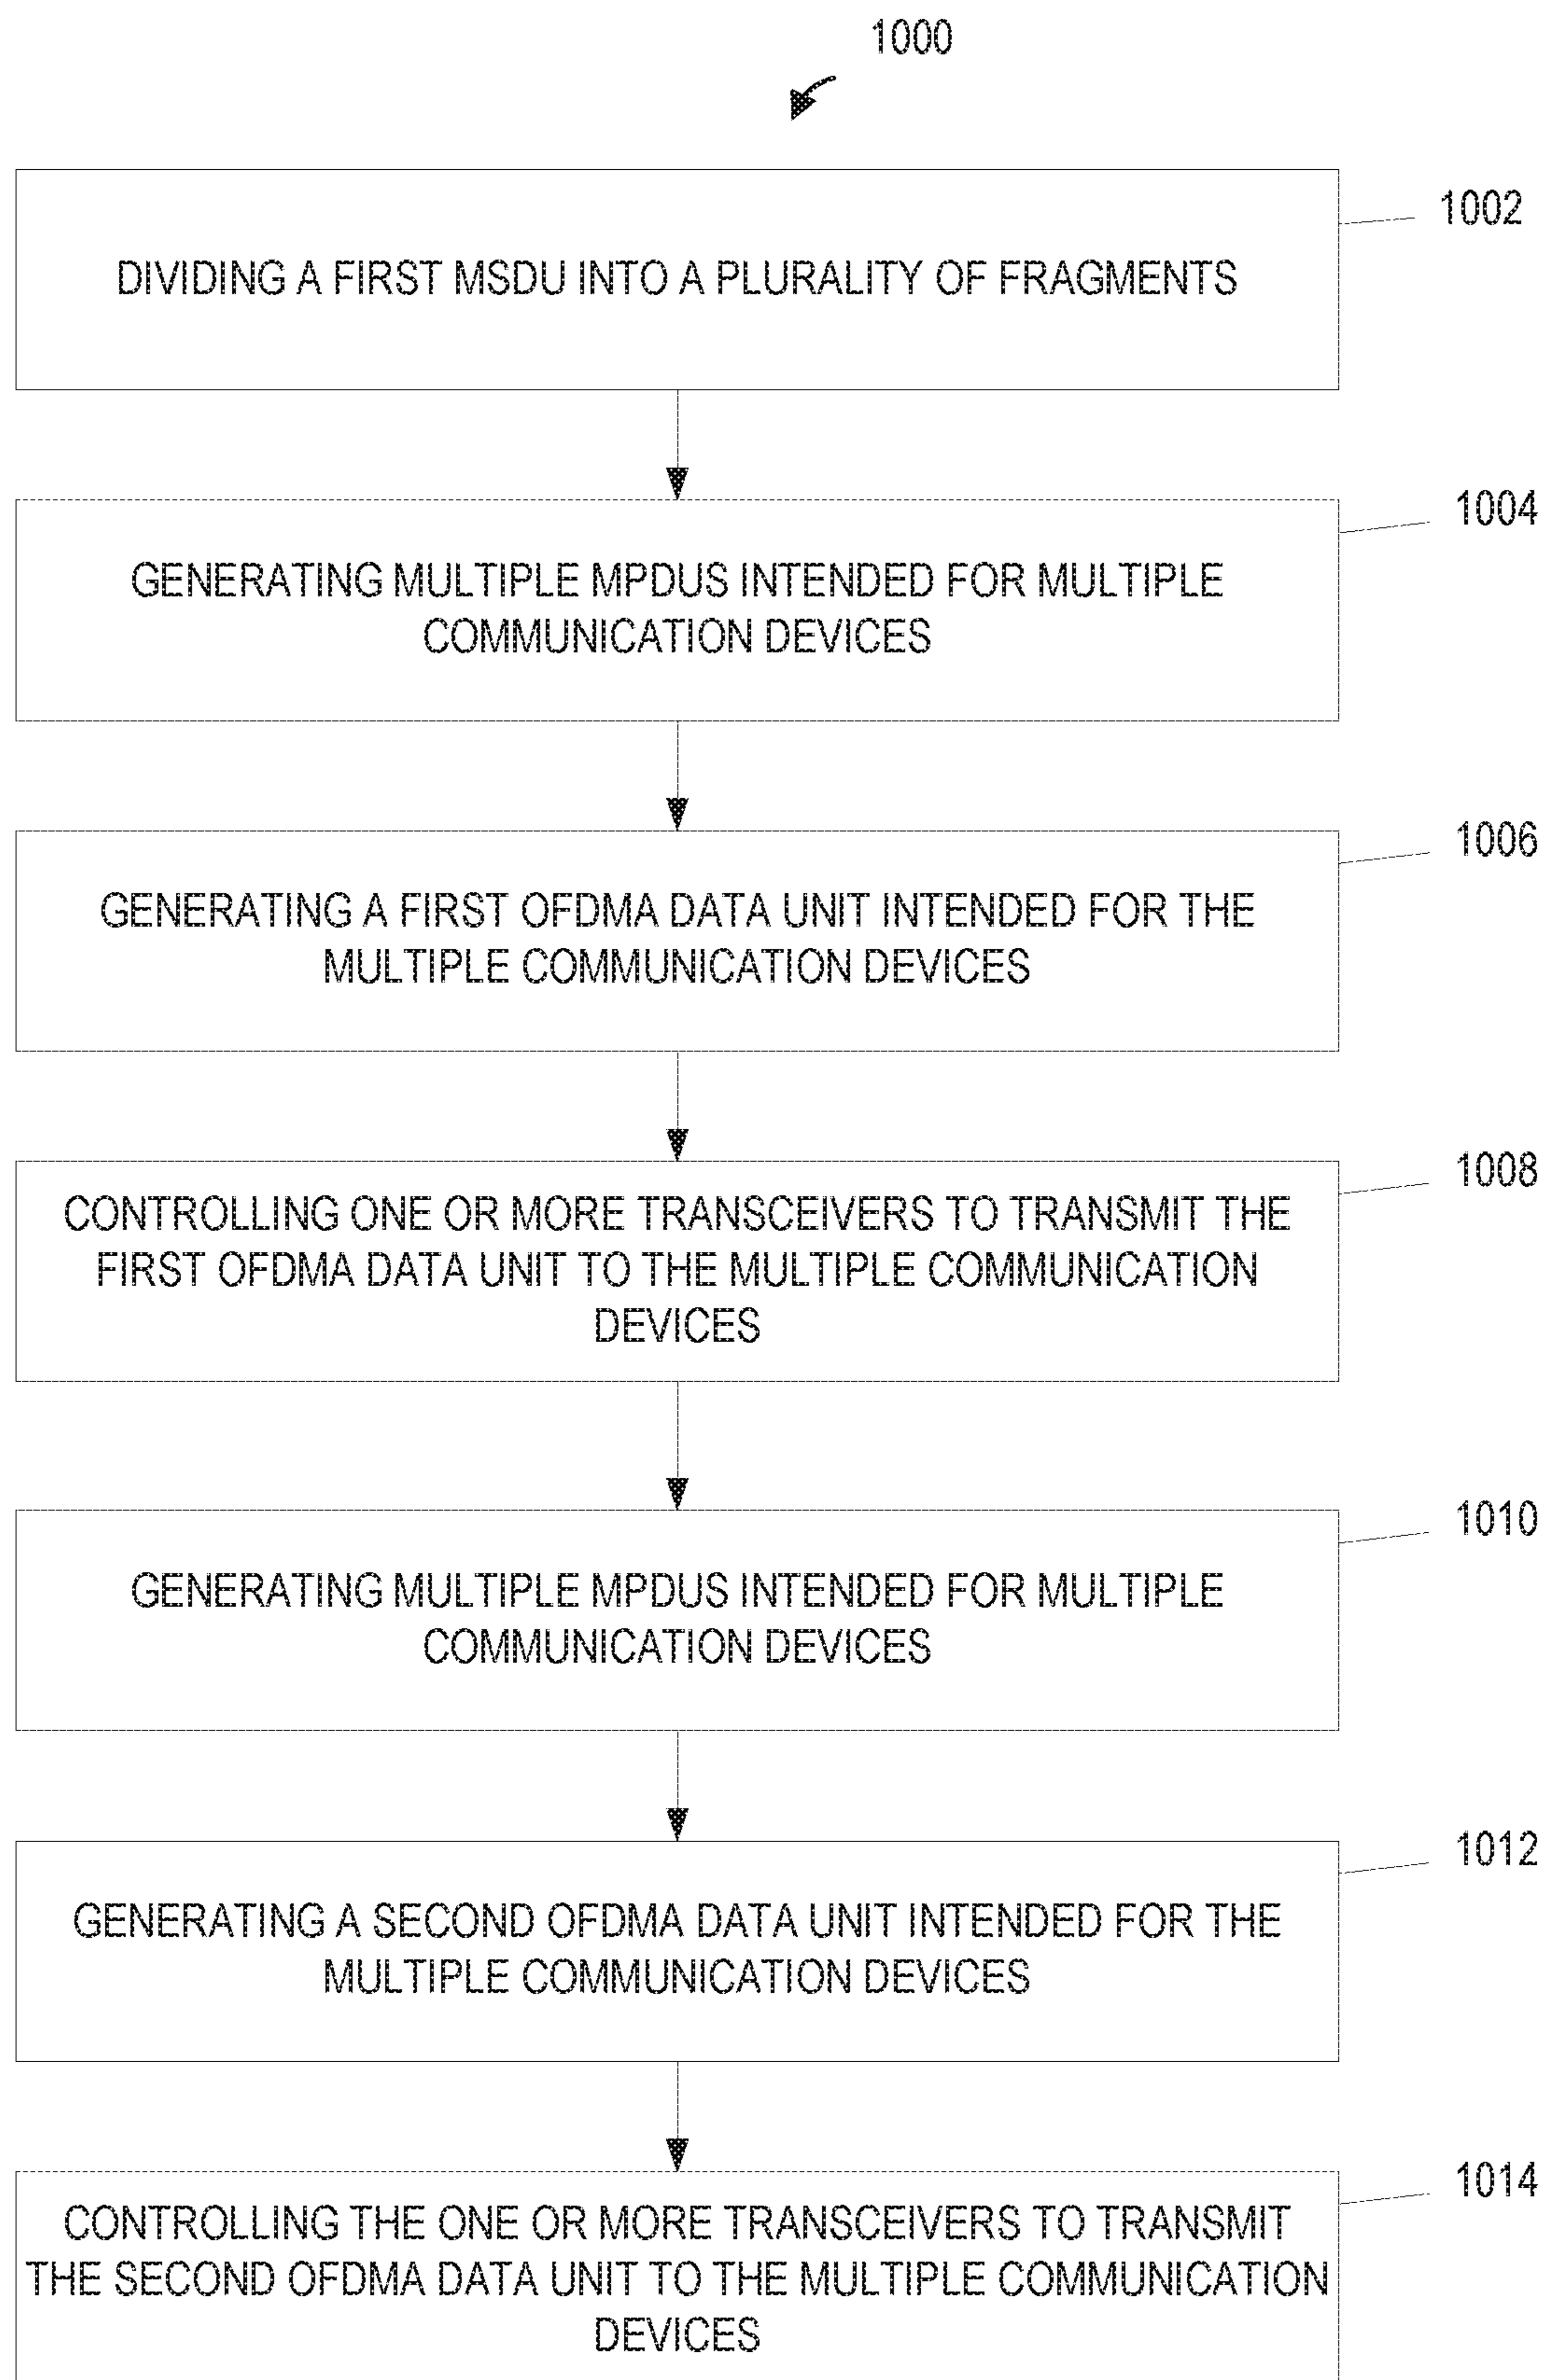 1000
1002
DIVIDING A FIRST MSDU INTO A PLURALITY OF FRAGMENTS
1004
GENERATING MULTIPLE MPDUS INTENDED FOR MULTIPLE
COMMUNICATION DEVICES
1006
GENERATING A FIRST OFDMA DATA UNIT INTENDED FOR THE
MULTIPLE COMMUNICATION DEVICES
1008
CONTROLLING ONE OR MORE TRANSCEIVERS TO TRANSMIT THE
FIRST OFDMA DATA UNIT TO THE MULTIPLE COMMUNICATION
DEVICES
1010
GENERATING MULTIPLE MPDUS INTENDED FOR MULTIPLE
COMMUNICATION DEVICES
1012
GENERATING A SECOND OFDMA DATA UNIT INTENDED FOR THE
MULTIPLE COMMUNICATION DEVICES
1014
CONTROLLING THE ONE OR MORE TRANSCEIVERS TO TRANSMIT
THE SECOND OFDMA DATA UNIT TO THE MULTIPLE COMMUNICATION
DEVICES